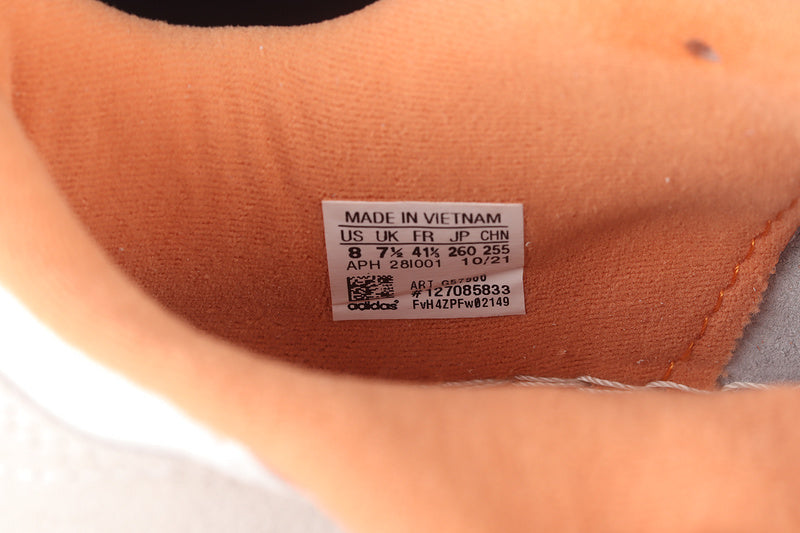 MADE IN VIETNAM
US UK FR JP CHN
8 7½ 41⅓ 260 255
APH 28I001 10/21
ART
#127085833
adidas® FvH4ZPFw02149